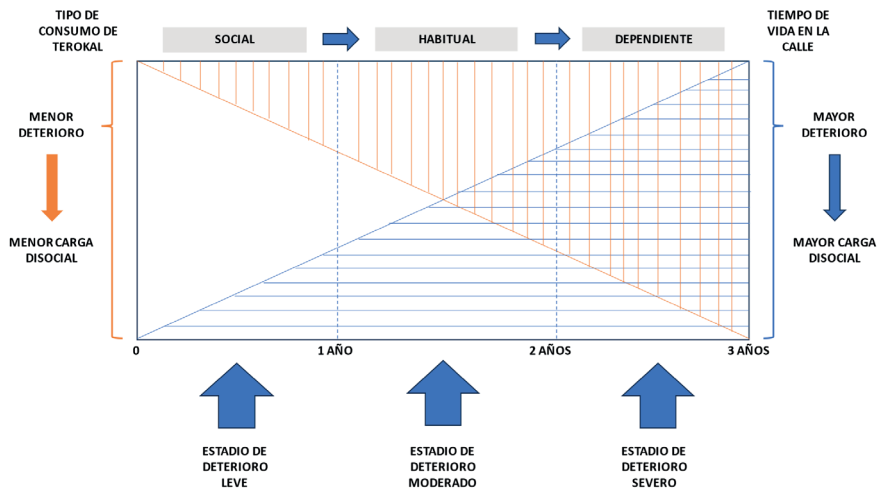 TIPO DE
CONSUMO DE
TEROKAL
SOCIAL
HABITUAL
DEPENDIENTE
TIEMPO DE
VIDA EN LA
CALLE
MENOR
DETERIORO
MENOR CARGA
DISOCIAL
MAYOR
DETERIORO
MAYOR CARGA
DISOCIAL
0
1 AÑO
2 AÑOS
3 AÑOS
ESTADIO DE
DETERIORO
LEVE
ESTADIO DE
DETERIORO
MODERADO
ESTADIO DE
DETERIORO
SEVERO